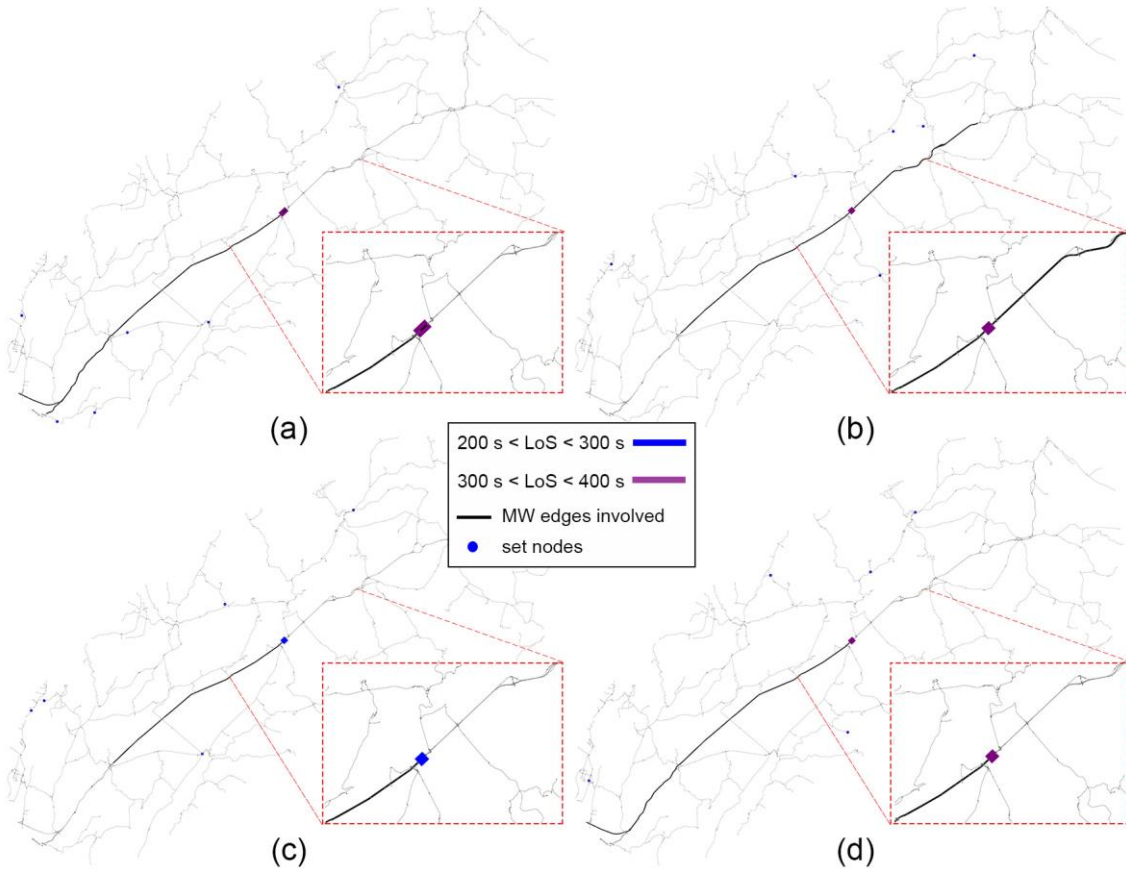 (a)
(b)
200 s < LoS < 300 s
300 s < LoS < 400 s
MW edges involved
set nodes
(c)
(d)